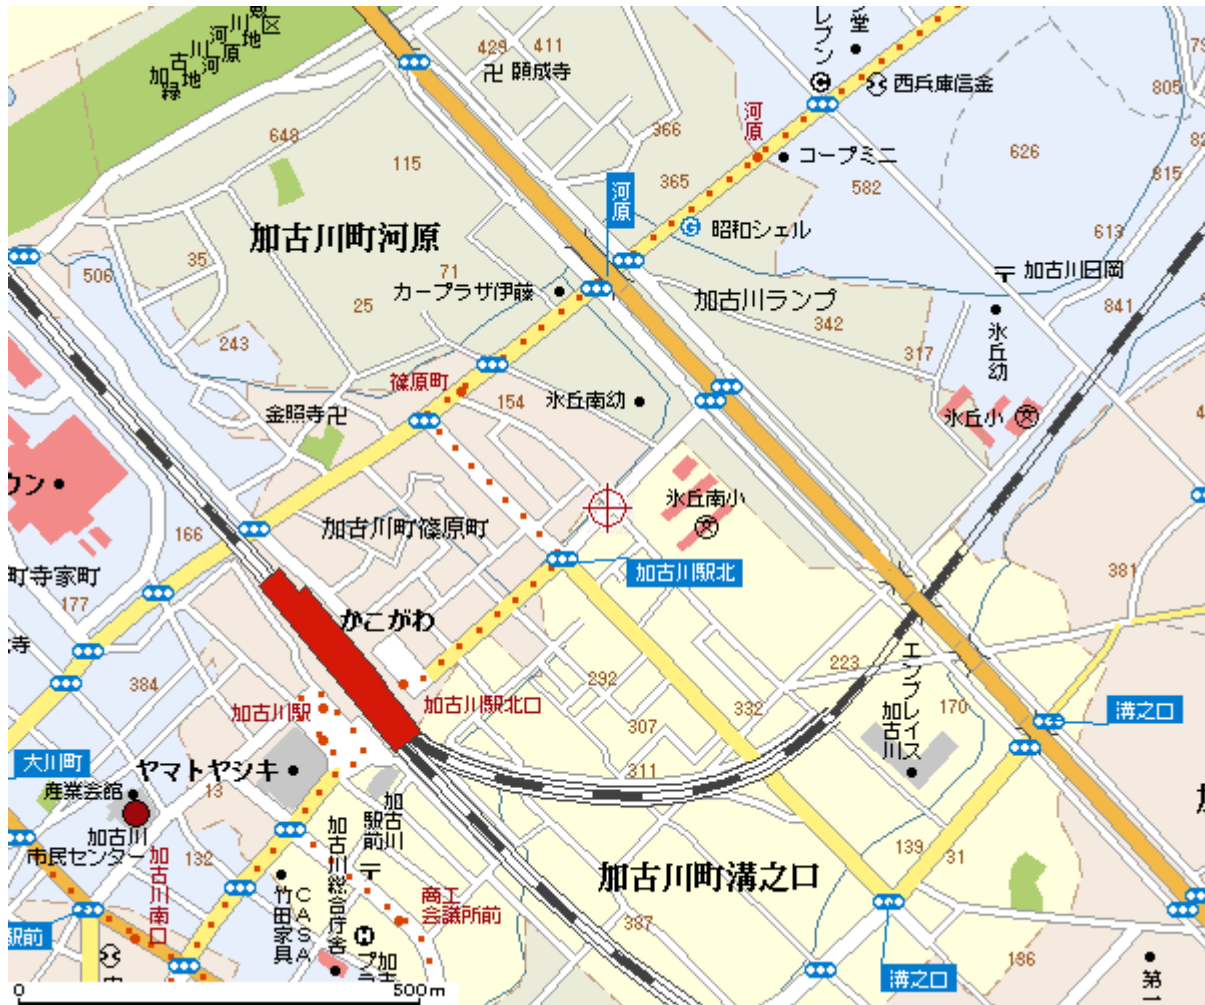 加古川河川区
緑地河原地
429
411
卍 願成寺
レブン
堂
西兵庫信金
805
366
河原
648
115
コープミニ
626
815
365
582
河原
加古川町河原
昭和シェル
613
35
506
71
カープラザ伊藤
加古川日岡
25
加古川ランプ
841
342
243
317
氷丘幼
篠原町
154
氷丘南幼
金照寺卍
氷丘小
ウン
氷丘南小
加古川町篠原町
166
加古川駅北
381
町寺家町
177
かこがわ
寺
223
384
292
エンブレイス
加古川
加古川駅北口
加古川駅
332
170
溝之口
307
大川町
ヤマトヤシキ
311
産業会館
13
加古川
駅前
加古川
市民センター
加古川総合庁舎
139
31
132
加古川南口
加古川町溝之口
竹田家具
CASA
商工
会議所前
387
駅前
186
溝之口
第
0
500m